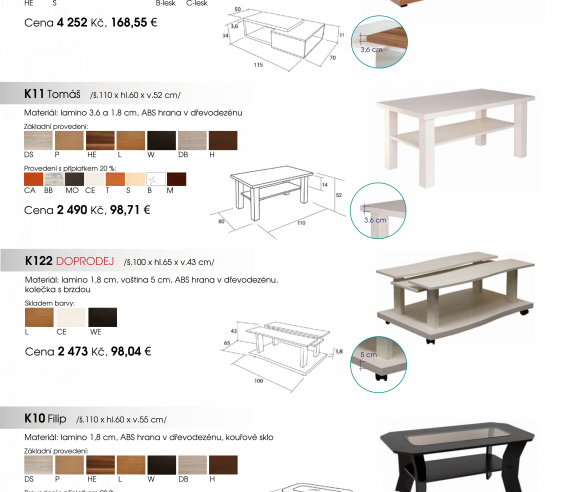 HE S B-lesk C-lesk
Cena 4 252 Kč, 168,55 €
50
3,6
34
31
115
70
3,6 cm
K11 Tomáš /š.110 x hl.60 x v.52 cm/
Materiál: lamino 3,6 a 1,8 cm, ABS hrana v dřevodezénu
Základní provedení:
DS P HE L W DB H
Provedení s příplatkem 20 %:
CA BB MO CE T S B M
Cena 2 490 Kč, 98,71 €
14
52
60
110
3,6 cm
K122 DOPRODEJ /š.100 x hl.65 x v.43 cm/
Materiál: lamino 1,8 cm, voština 5 cm, ABS hrana v dřevodezénu,
kolečka s brzdou
Skladem barvy:
L CE WE
Cena 2 473 Kč, 98,04 €
43
65
3,8
100
5 cm
K10 Filip /š.110 x hl.60 x v.55 cm/
Materiál: lamino 1,8 cm, ABS hrana v dřevodezénu, kouřové sklo
Základní provedení:
DS P HE L W DB H